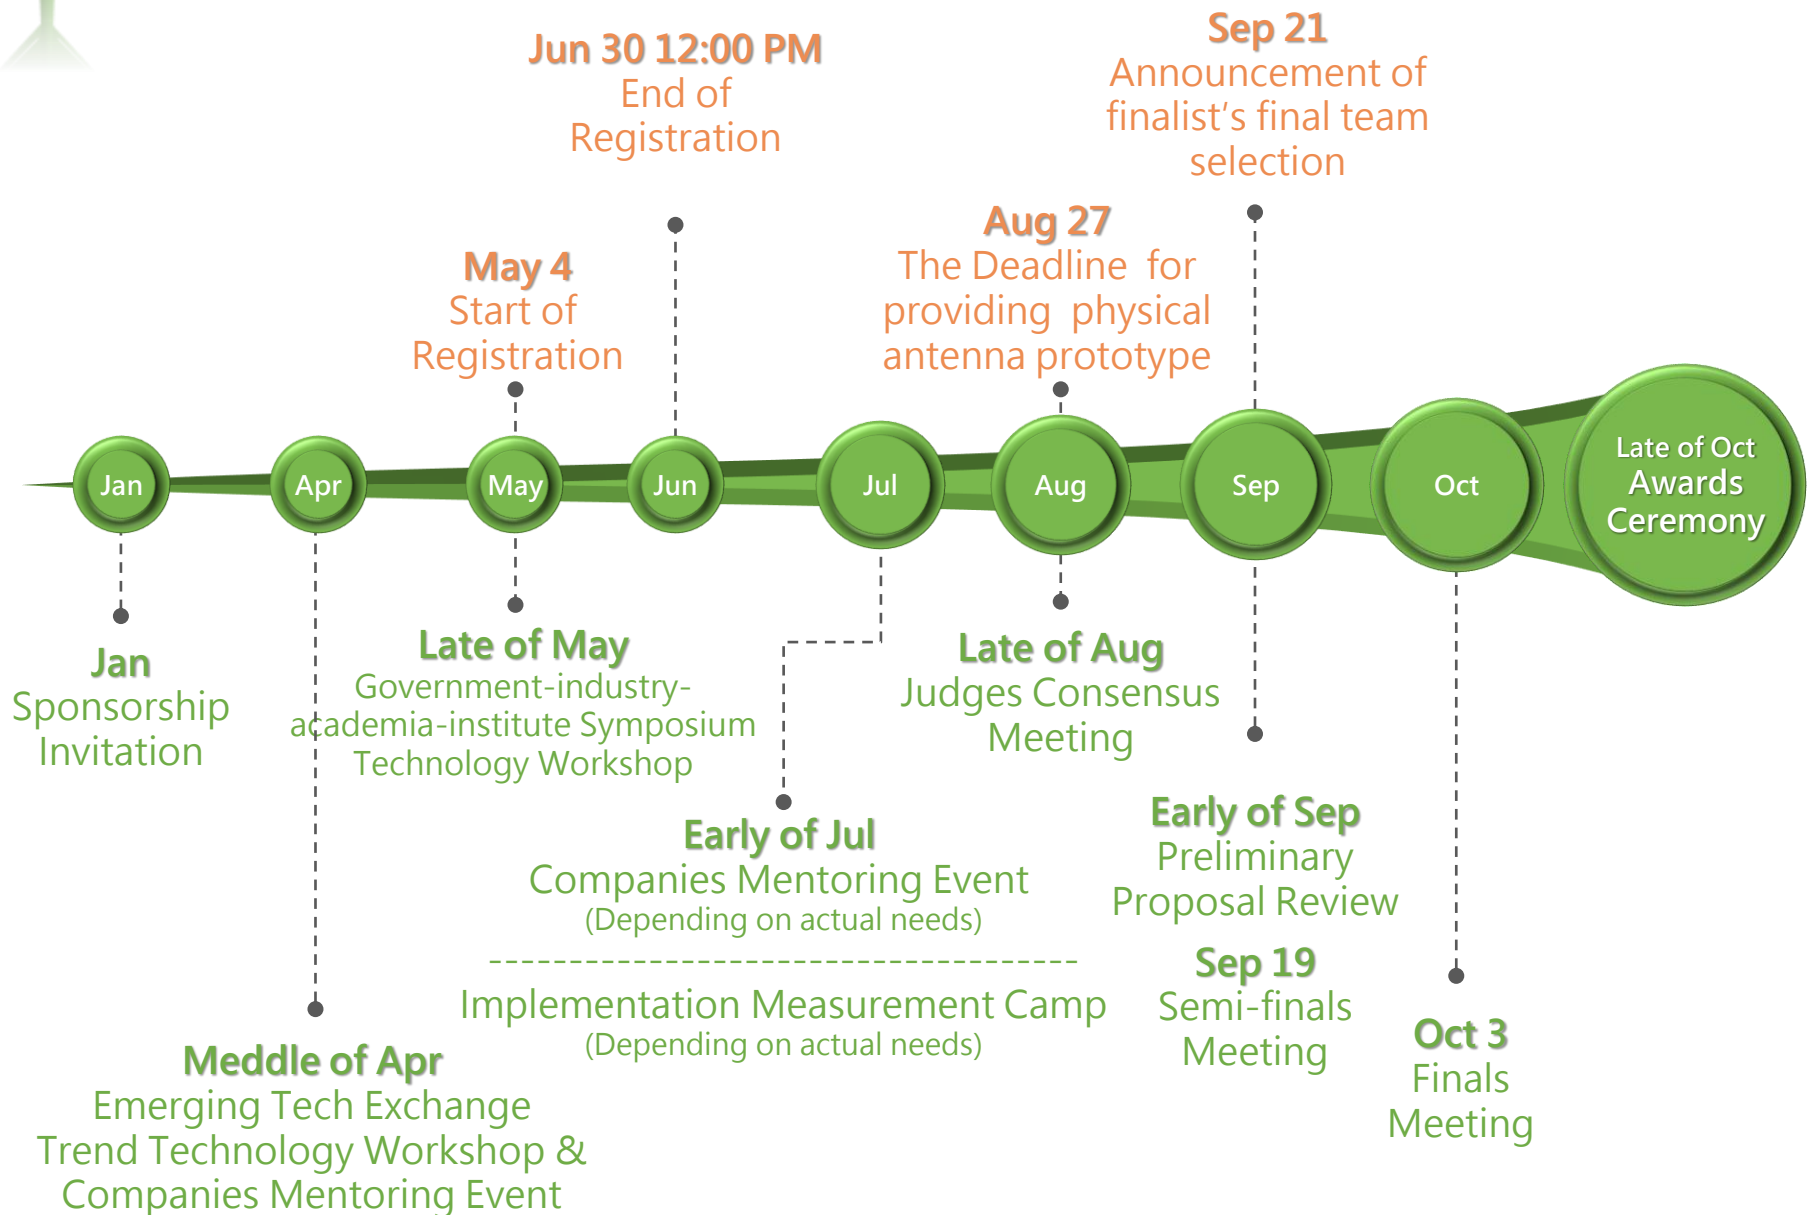 Jun 30 12:00 PM
End of
Registration
Sep 21
Announcement of
finalist‘s final team
selection
May 4
Start of
Registration
Aug 27
The Deadline for
providing physical
antenna prototype
Jan
Apr
May
Jun
Jul
Aug
Sep
Oct
Late of Oct
Awards
Ceremony
Jan
Sponsorship
Invitation
Late of May
Government-industry-
academia-institute Symposium
Technology Workshop
Late of Aug
Judges Consensus
Meeting
Early of Jul
Companies Mentoring Event
(Depending on actual needs)
Implementation Measurement Camp
(Depending on actual needs)
Early of Sep
Preliminary
Proposal Review
Sep 19
Semi-finals
Meeting
Oct 3
Finals
Meeting
Meddle of Apr
Emerging Tech Exchange
Trend Technology Workshop &
Companies Mentoring Event